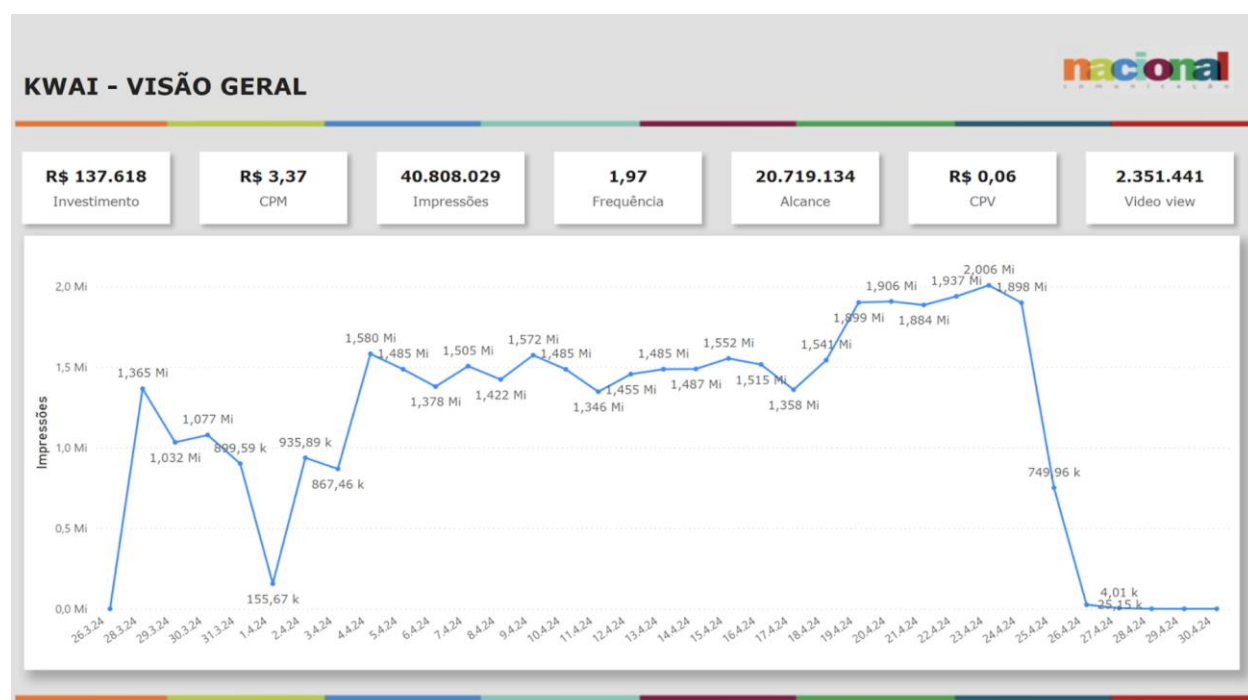 nacional
comunicação
KWAI - VISÃO GERAL
R$ 137.618
Investimento
R$ 3,37
CPM
40.808.029
Impressões
1,97
Frequência
20.719.134
Alcance
R$ 0,06
CPV
2.351.441
Video view
Impressões
2,0 Mi
1,5 Mi
1,0 Mi
0,5 Mi
0,0 Mi
1,365 Mi
1,032 Mi
1,077 Mi
899,59 k
155,67 k
935,89 k
867,46 k
1,580 Mi
1,485 Mi
1,378 Mi
1,505 Mi
1,422 Mi
1,572 Mi
1,485 Mi
1,346 Mi
1,455 Mi
1,485 Mi
1,487 Mi
1,552 Mi
1,515 Mi
1,358 Mi
1,541 Mi
1,899 Mi
1,906 Mi
1,884 Mi
1,937 Mi
2,006 Mi
1,898 Mi
749,96 k
25,15 k
4,01 k
26.3.24
28.3.24
29.3.24
30.3.24
31.3.24
1.4.24
2.4.24
3.4.24
4.4.24
5.4.24
6.4.24
7.4.24
8.4.24
9.4.24
10.4.24
11.4.24
12.4.24
13.4.24
14.4.24
15.4.24
16.4.24
17.4.24
18.4.24
19.4.24
20.4.24
21.4.24
22.4.24
23.4.24
24.4.24
25.4.24
26.4.24
27.4.24
28.4.24
29.4.24
30.4.24